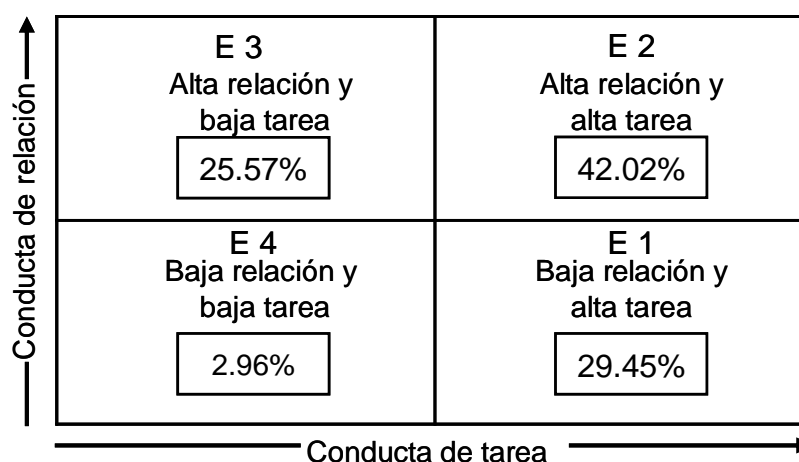 E 3
Alta relación y
baja tarea
25.57%
E 2
Alta relación y
alta tarea
42.02%
E 4
Baja relación y
baja tarea
2.96%
E 1
Baja relación y
alta tarea
29.45%
Conducta de relación
Conducta de tarea